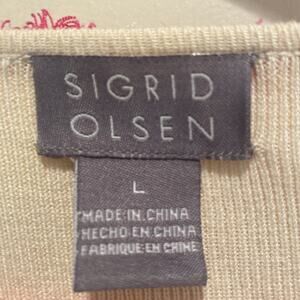 SIGRID
OLSEN
L
MADE IN CHINA
HECHO EN CHINA
FABRIQUE EN CHINE